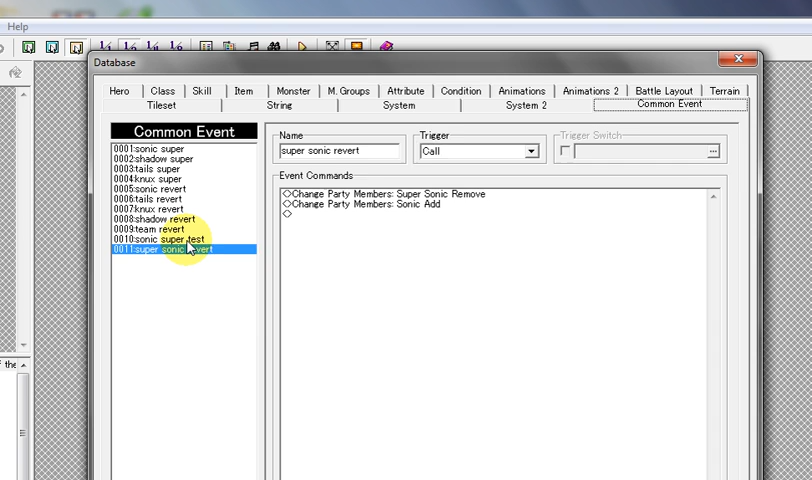 Help
Database
Hero Class Skill Item Monster M. Groups Attribute Condition Animations Animations 2 Battle Layout Terrain
Tileset String System System 2 Common Event
Common Event
0001:sonic super
0002:shadow super
0003:tails super
0004:knux super
0005:sonic revert
0006:tails revert
0007:knux revert
0008:shadow revert
0009:team revert
0010:sonic super test
0011:super sonic revert
Name
super sonic revert
Trigger
Call
Trigger Switch
...
Event Commands
◇Change Party Members: Super Sonic Remove
◇Change Party Members: Sonic Add
◇
f the